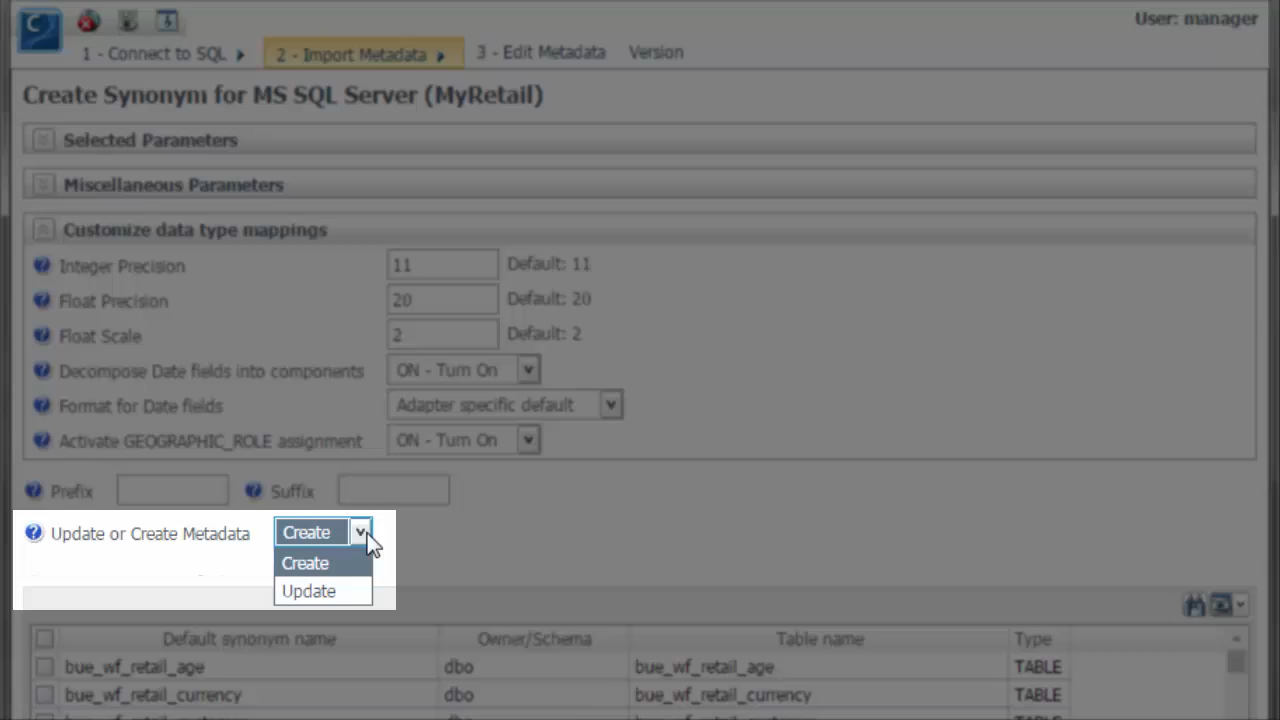 User: manager
1 - Connect to SQL
2 - Import Metadata
3 - Edit Metadata
Version
Create Synonym for MS SQL Server (MyRetail)
Selected Parameters
Miscellaneous Parameters
Customize data type mappings
Integer Precision 11 Default: 11
Float Precision 20 Default: 20
Float Scale 2 Default: 2
Decompose Date fields into components ON - Turn On
Format for Date fields Adapter specific default
Activate GEOGRAPHIC_ROLE assignment ON - Turn On
Prefix Suffix
Update or Create Metadata Create
Create
Update
Default synonym name Owner/Schema Table name Type
bue_wf_retail_age dbo bue_wf_retail_age TABLE
bue_wf_retail_currency dbo bue_wf_retail_currency TABLE